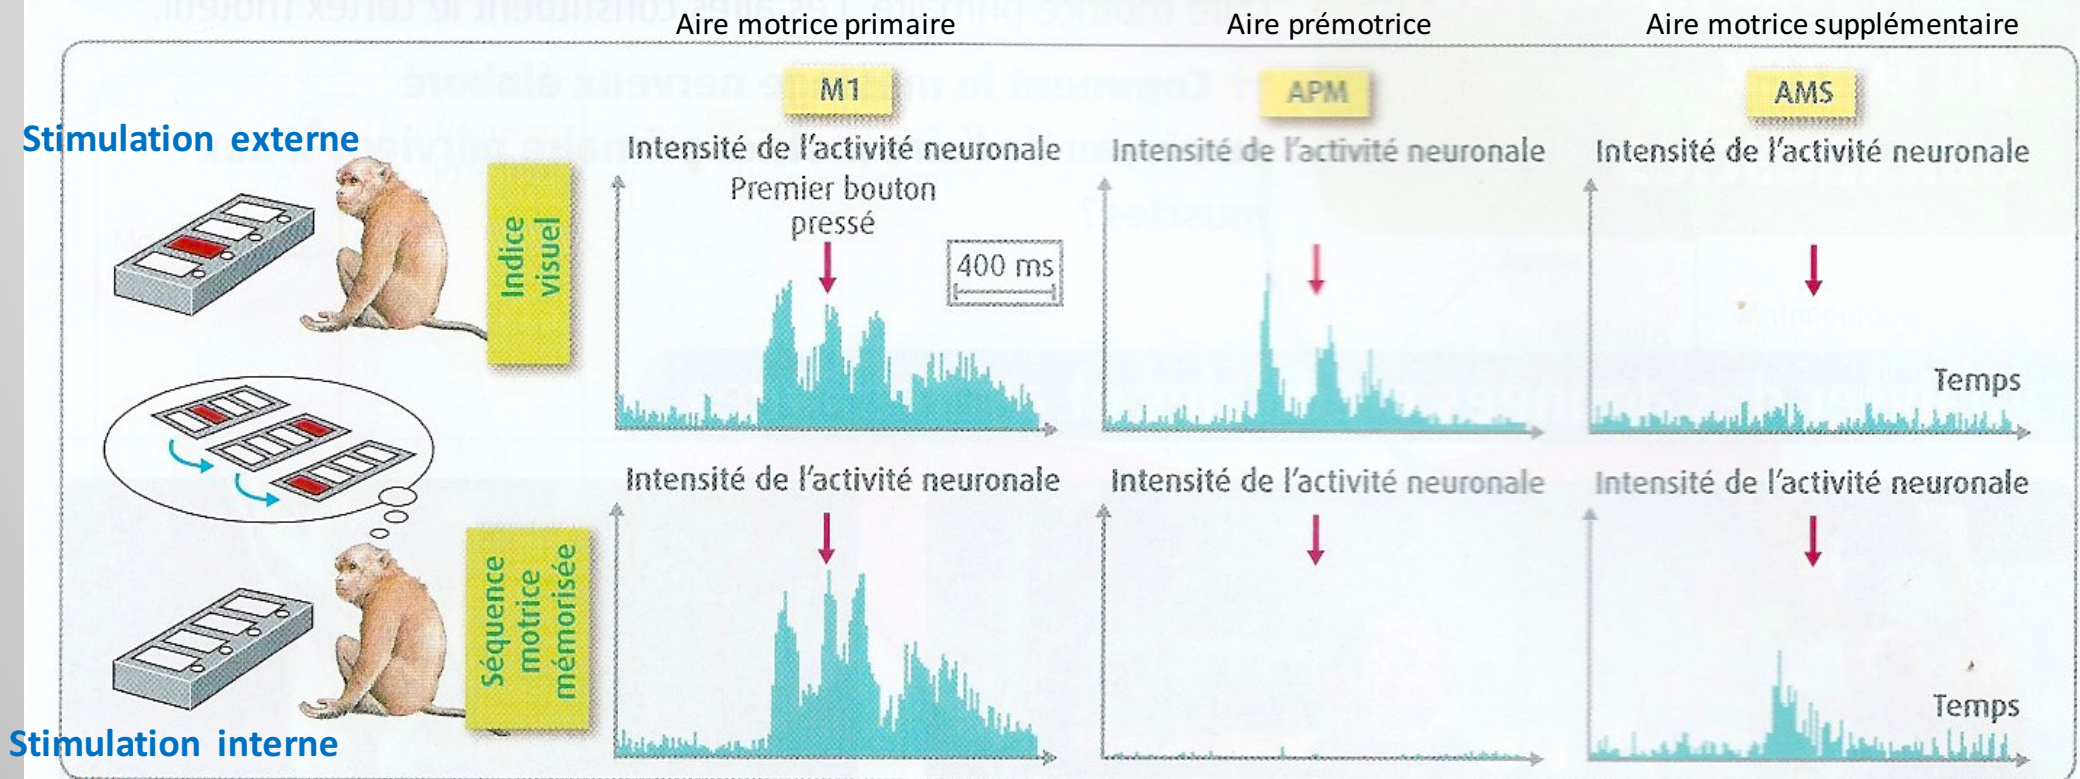 Aire motrice primaire
Aire prémotrice
Aire motrice supplémentaire
M1
APM
AMS
Stimulation externe
Indice
visuel
Intensité de l'activité neuronale
Premier bouton
pressé
400 ms
Intensité de l'activité neuronale
Intensité de l'activité neuronale
Temps
Séquence
motrice
mémorisée
Intensité de l'activité neuronale
Intensité de l'activité neuronale
Intensité de l'activité neuronale
Temps
Stimulation interne